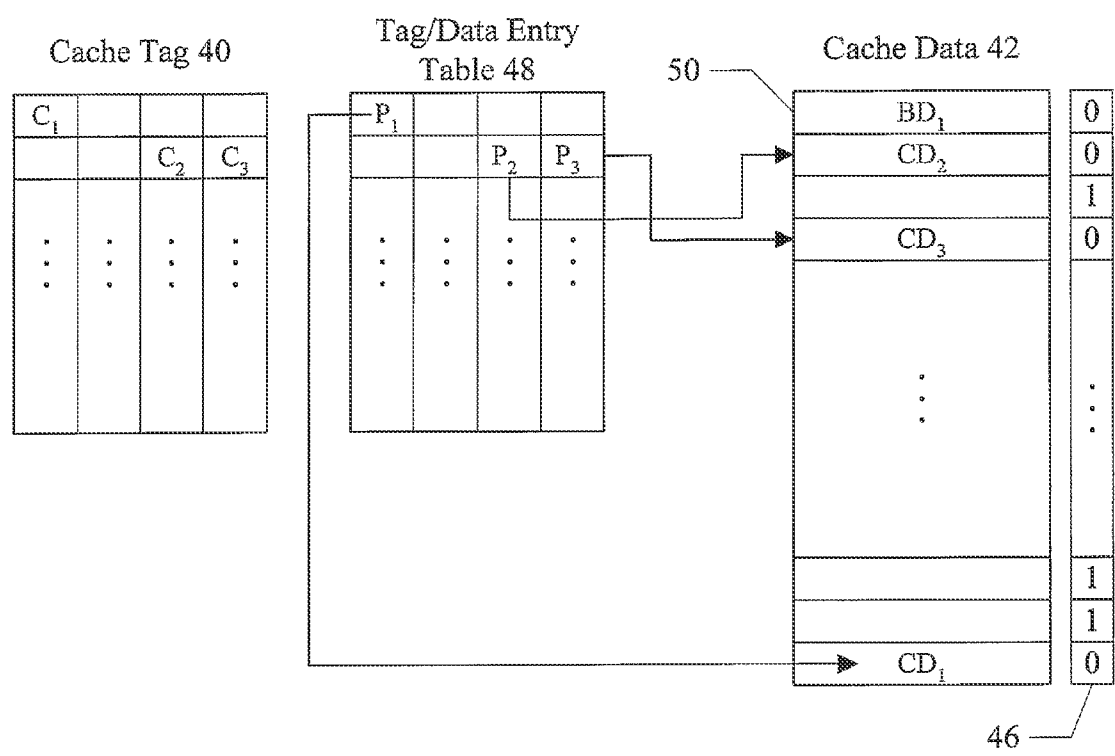 Cache Tag 40
Tag/Data Entry
Table 48
Cache Data 42
50
C₁
C₂ C₃
P₁
P₂ P₃
BD₁ 0
CD₂ 0
1
CD₃ 0
1
1
CD₁ 0
46